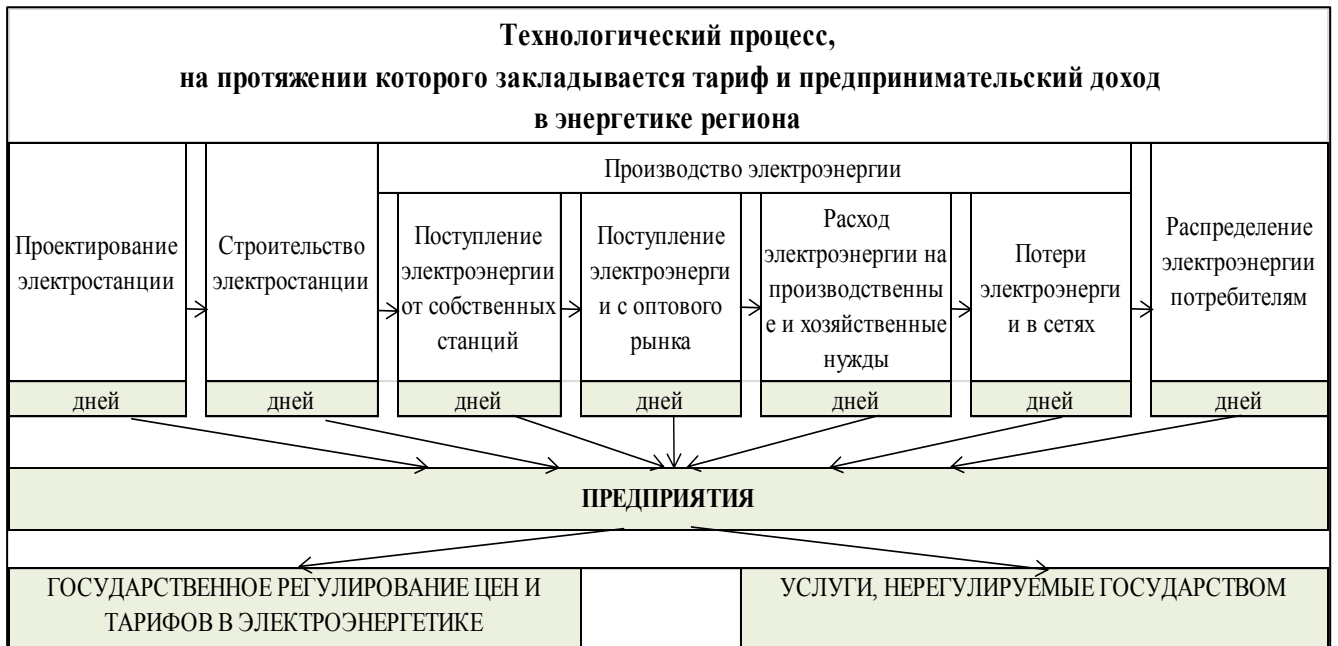 Технологический процесс,
на протяжении которого закладывается тариф и предпринимательский доход
в энергетике региона
Производство электроэнергии
Проектирование
электростанции
Строительство
электростанции
Поступление
электроэнергии
от собственных
станций
Поступление
электроэнерги
и с оптового
рынка
Расход
электроэнергии на
производственны
е и хозяйственные
нужды
Потери
электроэнерги
и в сетях
Распределение
электроэнергии
потребителям
дней
дней
дней
дней
дней
дней
дней
ПРЕДПРИЯТИЯ
ГОСУДАРСТВЕННОЕ РЕГУЛИРОВАНИЕ ЦЕН И
ТАРИФОВ В ЭЛЕКТРОЭНЕРГЕТИКЕ
УСЛУГИ, НЕРЕГУЛИРУЕМЫЕ ГОСУДАРСТВОМ